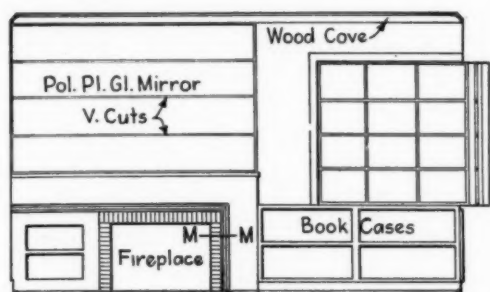 Wood Cove
Pol. Pl. Gl. Mirror
V. Cuts
M M
Book Cases
Fireplace